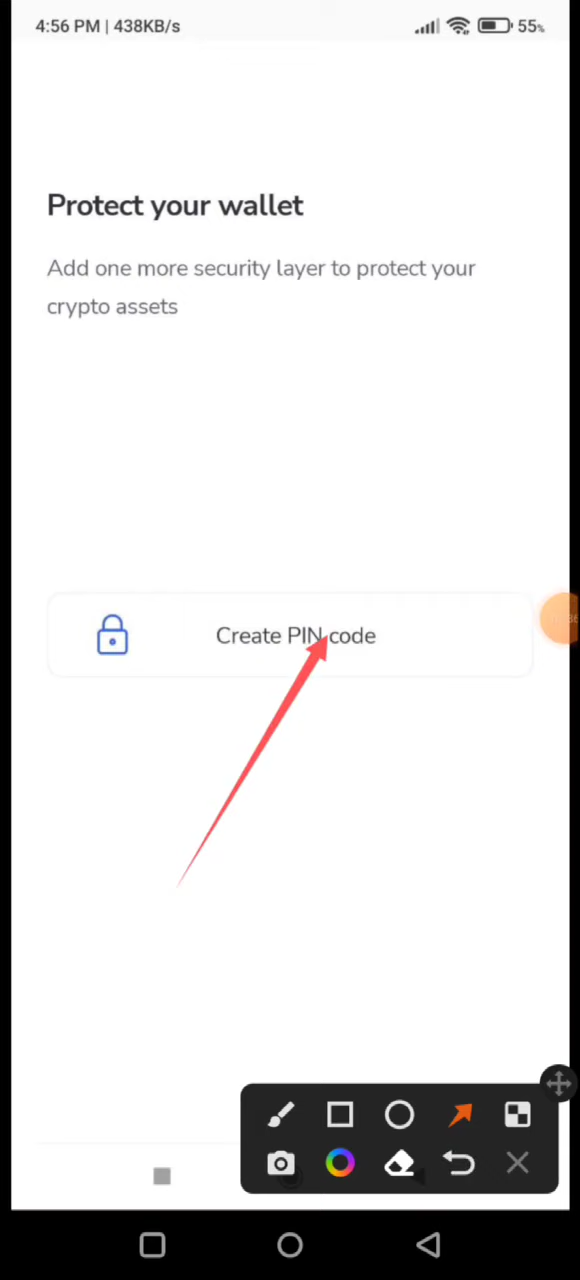 4:56 PM | 438KB/s
55%
Protect your wallet
Add one more security layer to protect your
crypto assets
Create PIN code